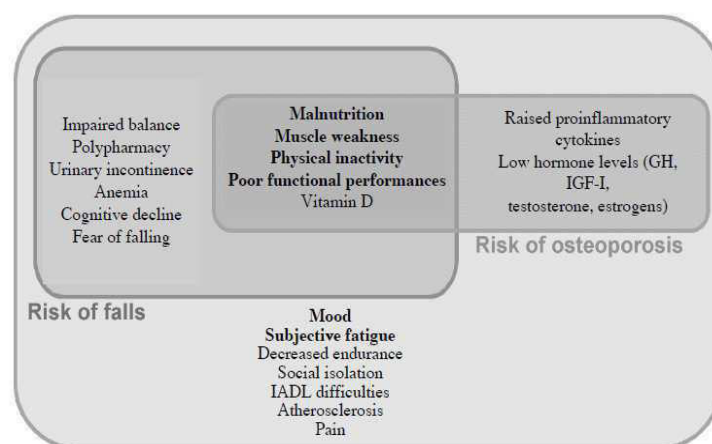 Impaired balance
Polypharmacy
Urinary incontinence
Anemia
Cognitive decline
Fear of falling
Malnutrition
Muscle weakness
Physical inactivity
Poor functional performances
Vitamin D
Raised proinflammatory
cytokines
Low hormone levels (GH,
IGF-I,
testosterone, estrogens)
Risk of osteoporosis
Risk of falls
Mood
Subjective fatigue
Decreased endurance
Social isolation
IADL difficulties
Atherosclerosis
Pain